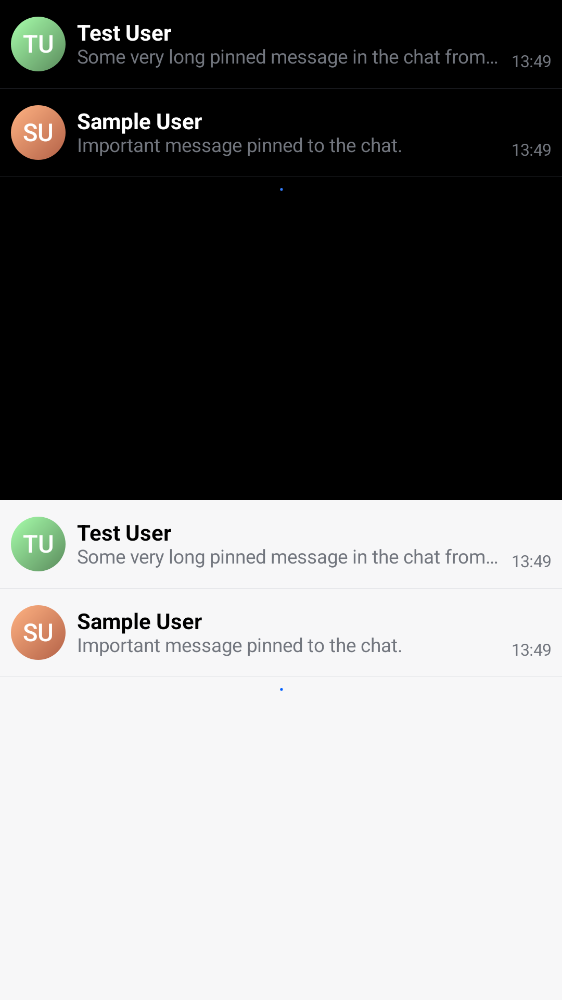 TU
Test User
Some very long pinned message in the chat from...
13:49
SU
Sample User
Important message pinned to the chat.
13:49
TU
Test User
Some very long pinned message in the chat from...
13:49
SU
Sample User
Important message pinned to the chat.
13:49